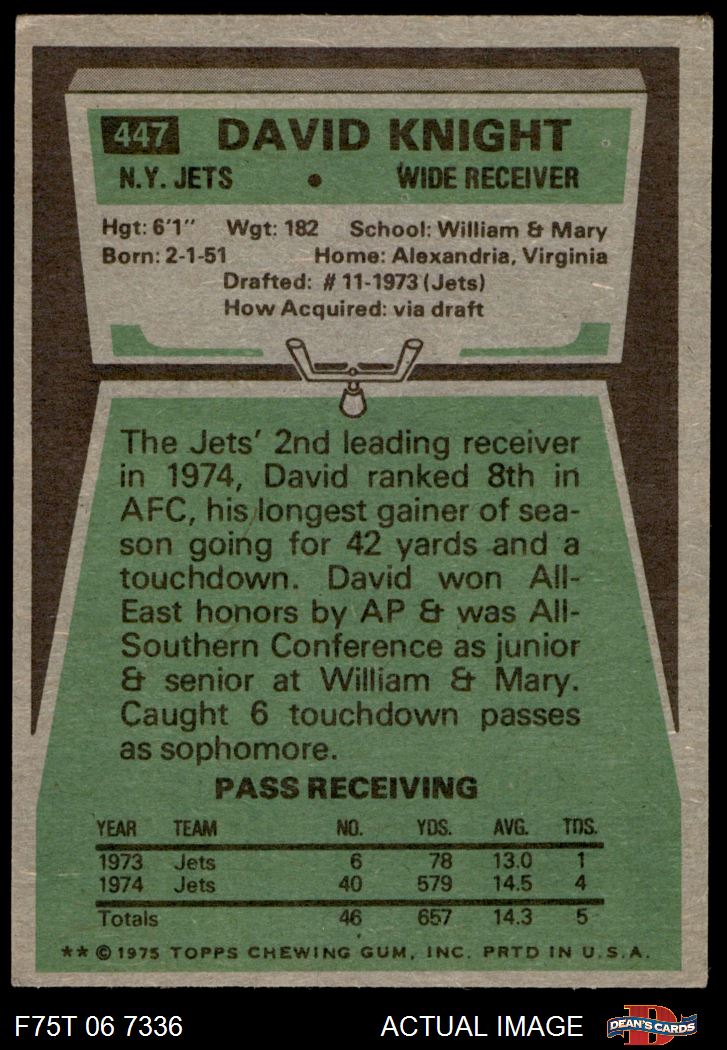 447 DAVID KNIGHT
N.Y. JETS • WIDE RECEIVER
Hgt: 6'1" Wgt: 182 School: William & Mary
Born: 2-1-51 Home: Alexandria, Virginia
Drafted: # 11-1973 (Jets)
How Acquired: via draft
The Jets' 2nd leading receiver
in 1974, David ranked 8th in
AFC, his longest gainer of sea-
son going for 42 yards and a
touchdown. David won All-
East honors by AP & was All-
Southern Conference as junior
& senior at William & Mary.
Caught 6 touchdown passes
as sophomore.
PASS RECEIVING
YEAR TEAM NO. YDS. AVG. TDS.
1973 Jets 6 78 13.0 1
1974 Jets 40 579 14.5 4
Totals 46 657 14.3 5
** © 1975 TOPPS CHEWING GUM, INC. PRTD IN U.S.A.
F75T 06 7336 ACTUAL IMAGE DEAN'S CARDS